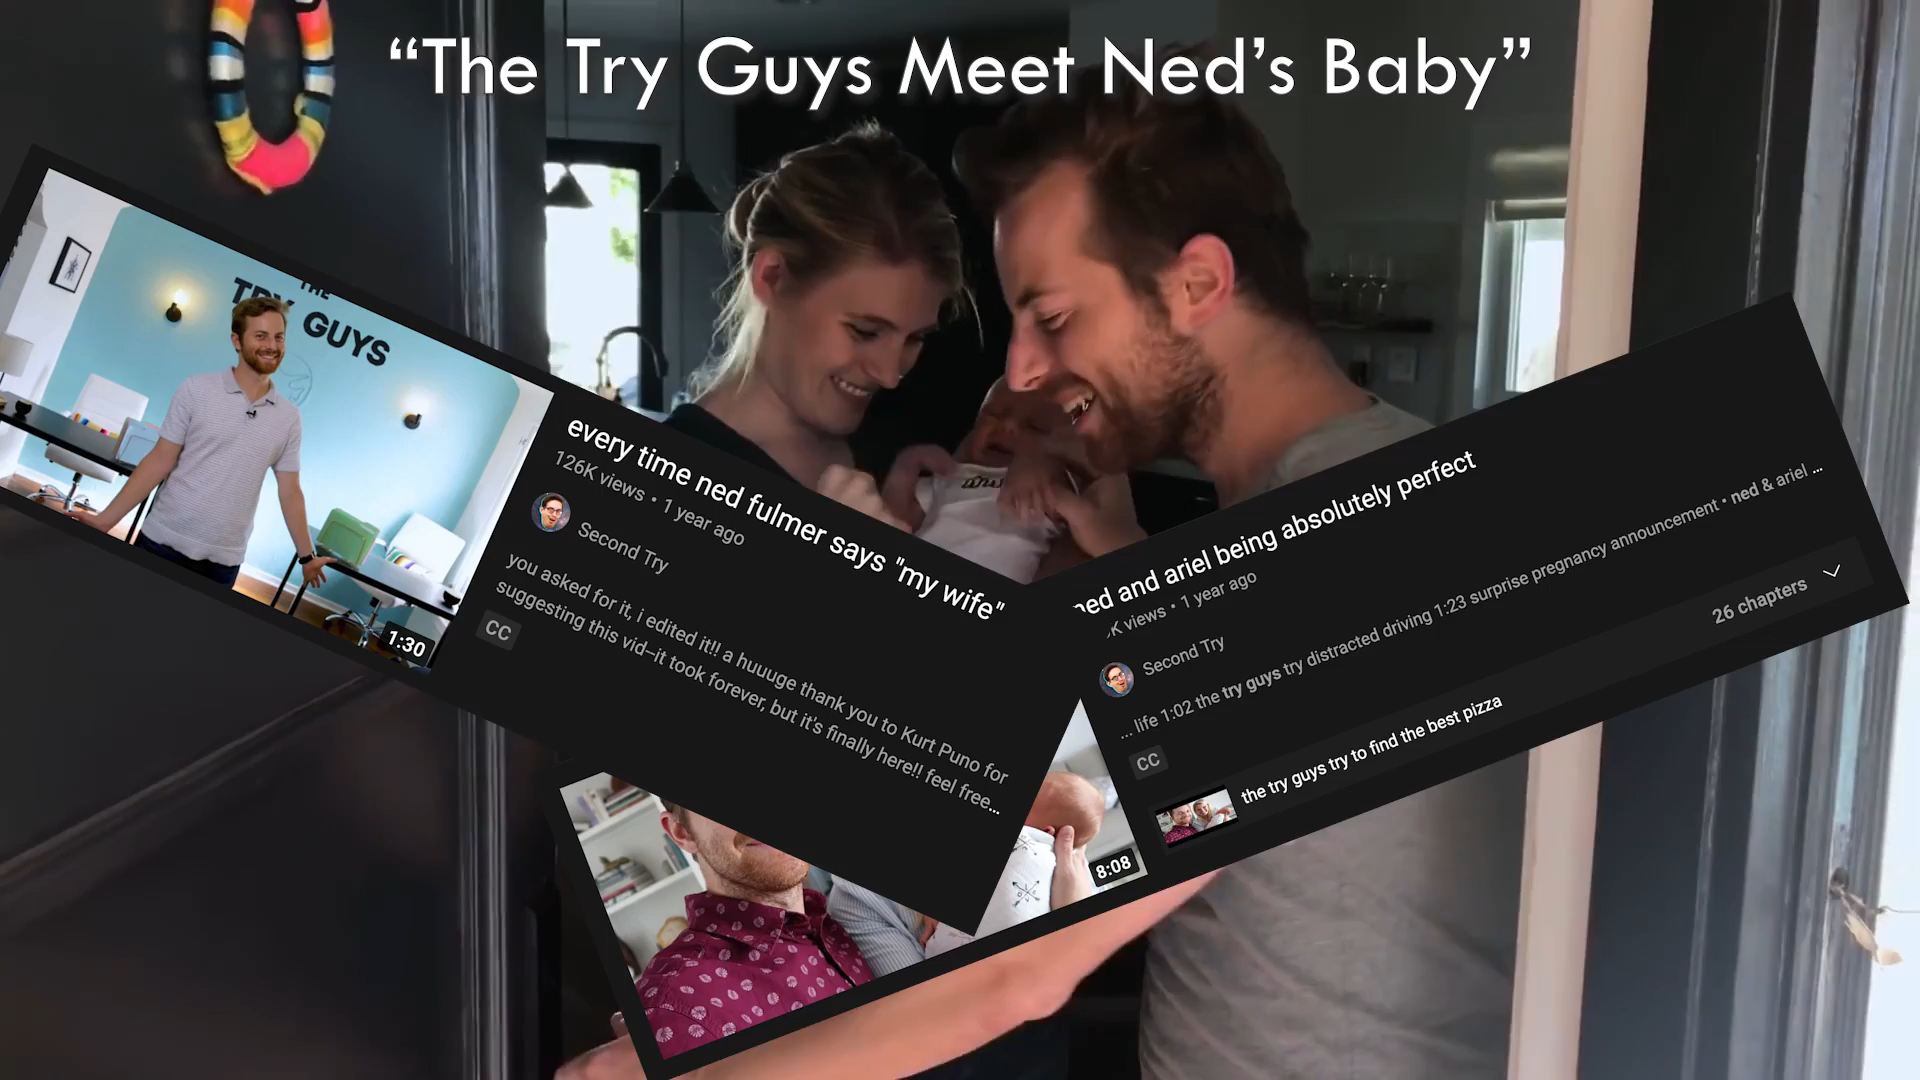 “The Try Guys Meet Ned’s Baby”
THE
TRY GUYS
1:30
every time ned fulmer says "my wife"
126K views • 1 year ago
Second Try
you asked for it, i edited it!! a huuuge thank you to Kurt Puno for
suggesting this vid–it took forever, but it's finally here!! feel free...
CC
ned and ariel being absolutely perfect
K views • 1 year ago
Second Try
... life 1:02 the try guys try distracted driving 1:23 surprise pregnancy announcement • ned & ariel ...
CC
26 chapters
the try guys try to find the best pizza
8:08